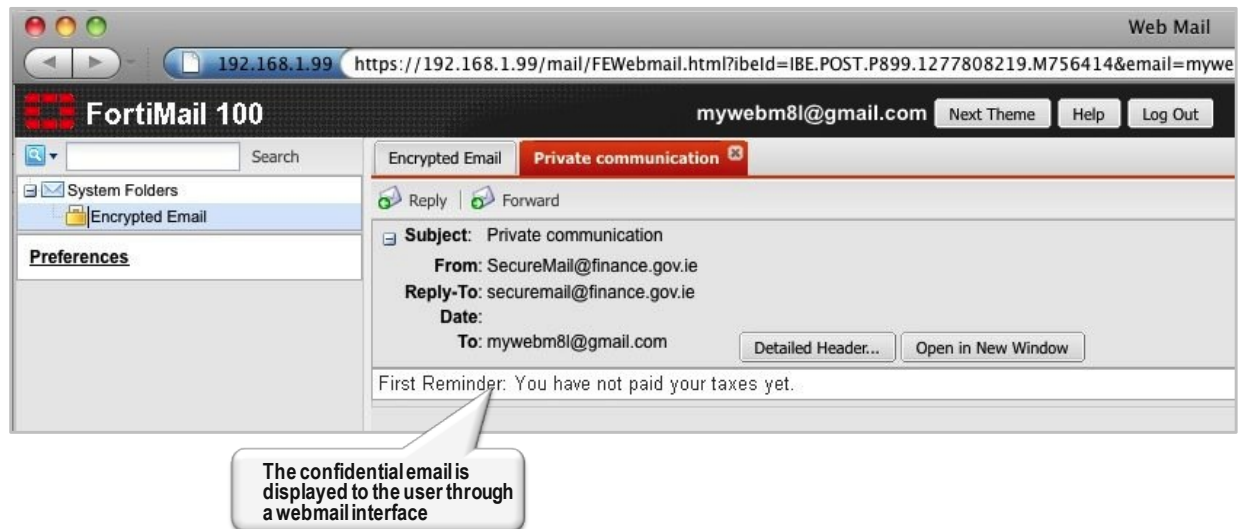 Web Mail
192.168.1.99 https://192.168.1.99/mail/FEWebmail.html?ibeId=IBE.POST.P899.1277808219.M756414&email=mywe
FortiMail 100
mywebm8l@gmail.com Next Theme Help Log Out
Search
Encrypted Email Private communication
System Folders
Reply | Forward
Encrypted Email
Subject: Private communication
Preferences
From: SecureMail@finance.gov.ie
Reply-To: securemail@finance.gov.ie
Date:
To: mywebm8l@gmail.com
Detailed Header... Open in New Window
First Reminder: You have not paid your taxes yet.
The confidential email is
displayed to the user through
a webmail interface